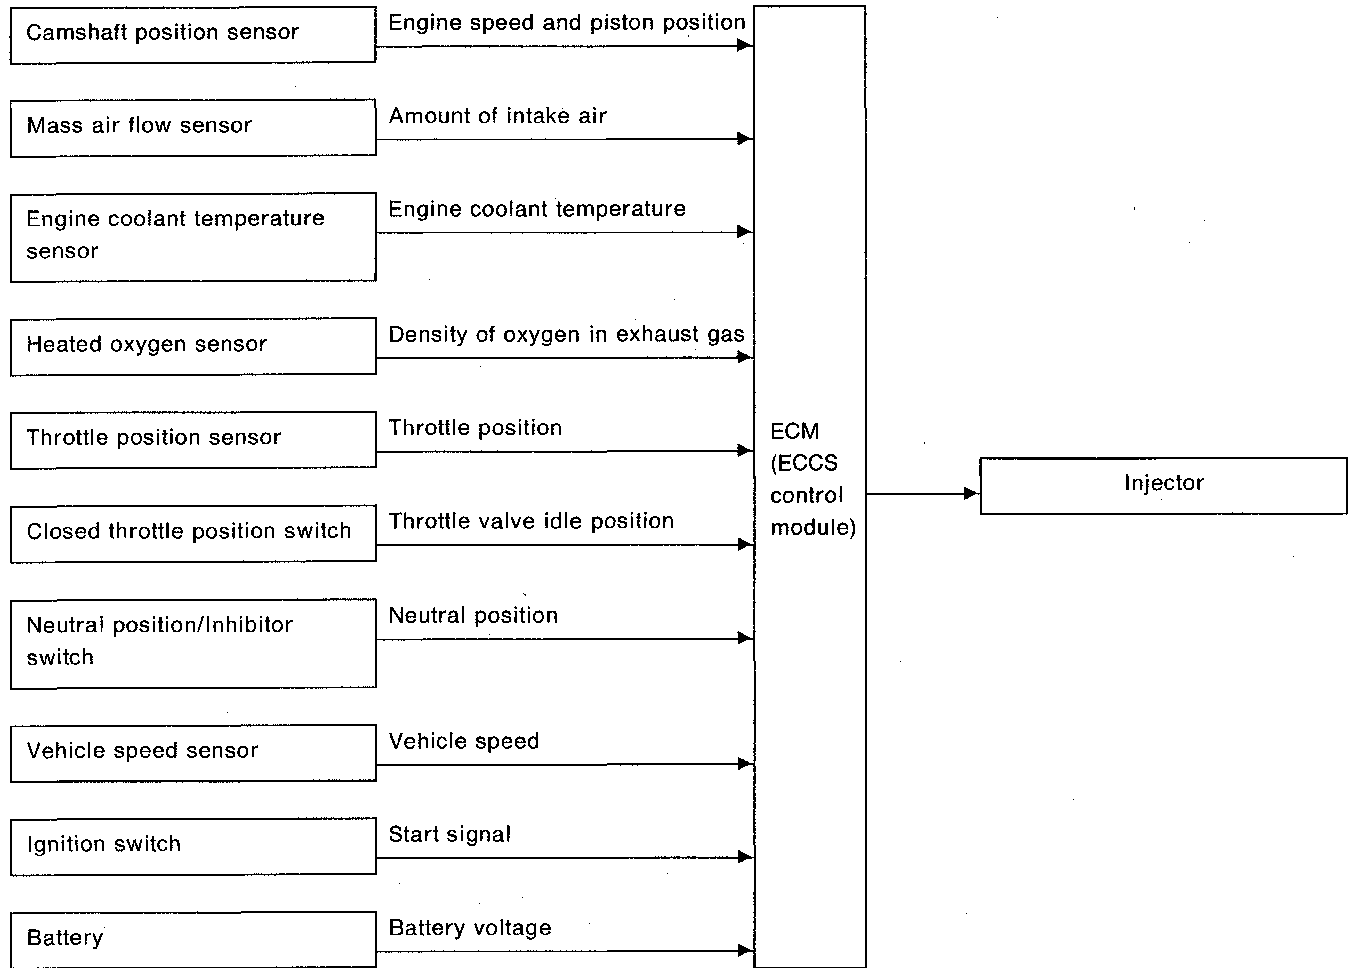 Camshaft position sensor
Engine speed and piston position
Mass air flow sensor
Amount of intake air
Engine coolant temperature
sensor
Engine coolant temperature
Heated oxygen sensor
Density of oxygen in exhaust gas
Throttle position sensor
Throttle position
Closed throttle position switch
Throttle valve idle position
Neutral position/Inhibitor
switch
Neutral position
Vehicle speed sensor
Vehicle speed
Ignition switch
Start signal
Battery
Battery voltage
ECM
(ECCS
control
module)
Injector